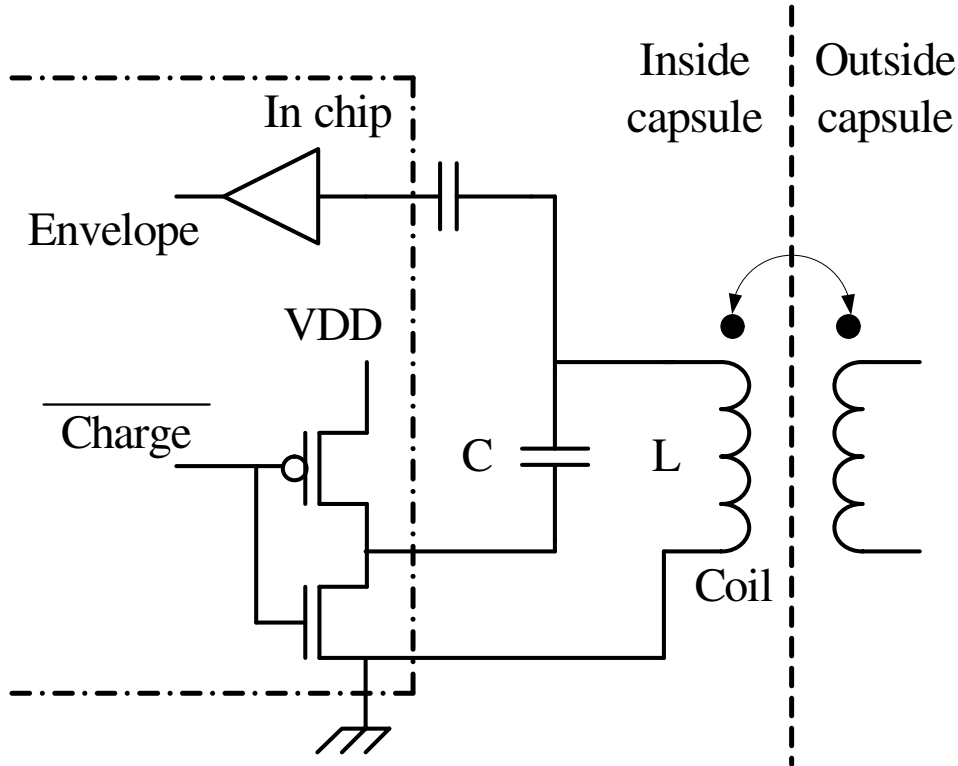 Inside
capsule
Outside
capsule
In chip
Envelope
VDD
Charge
C
L
Coil